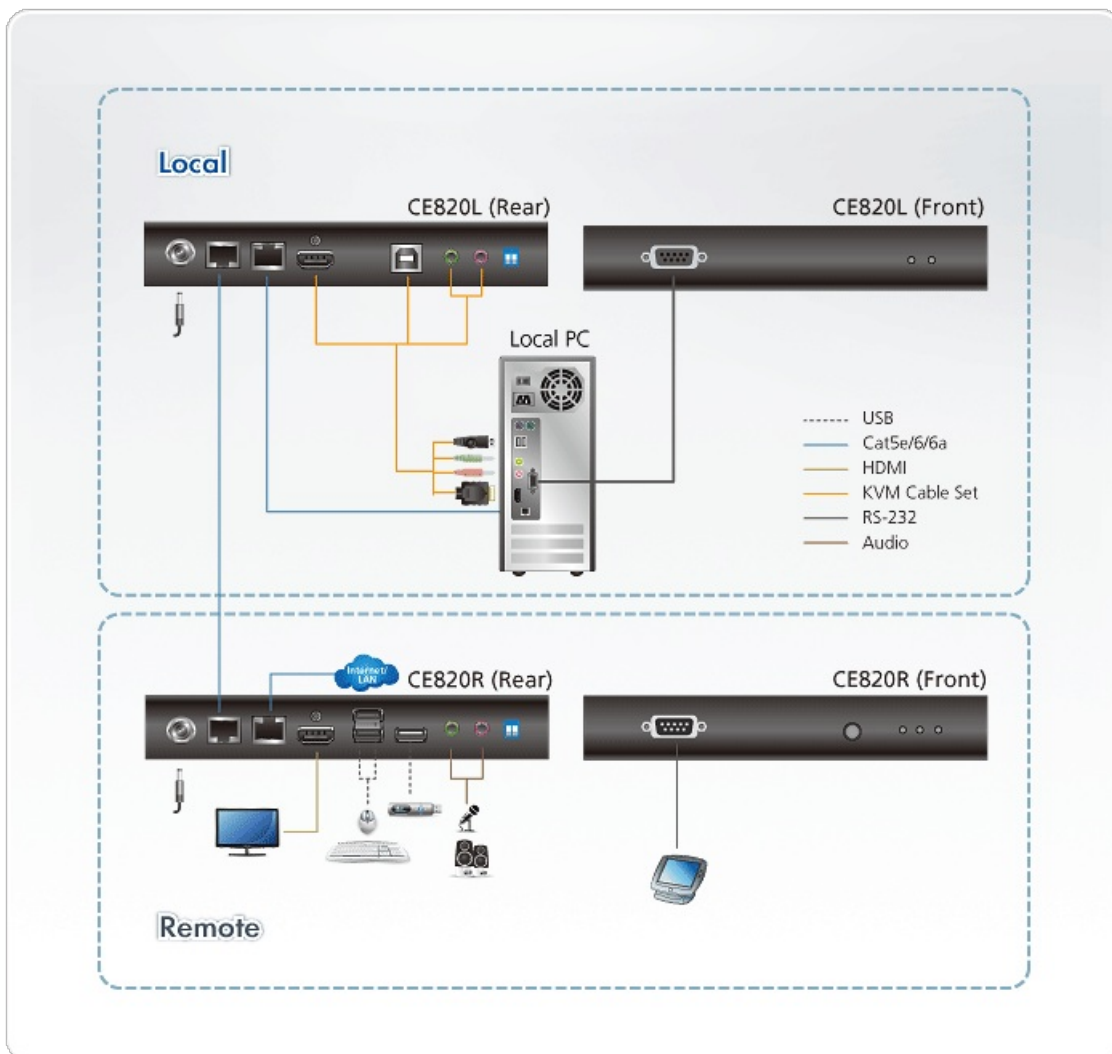 Local
CE820L (Rear)
CE820L (Front)
Local PC
USB
Cat5e/6/6a
HDMI
KVM Cable Set
RS-232
Audio
Internet/
LAN
CE820R (Rear)
CE820R (Front)
Remote